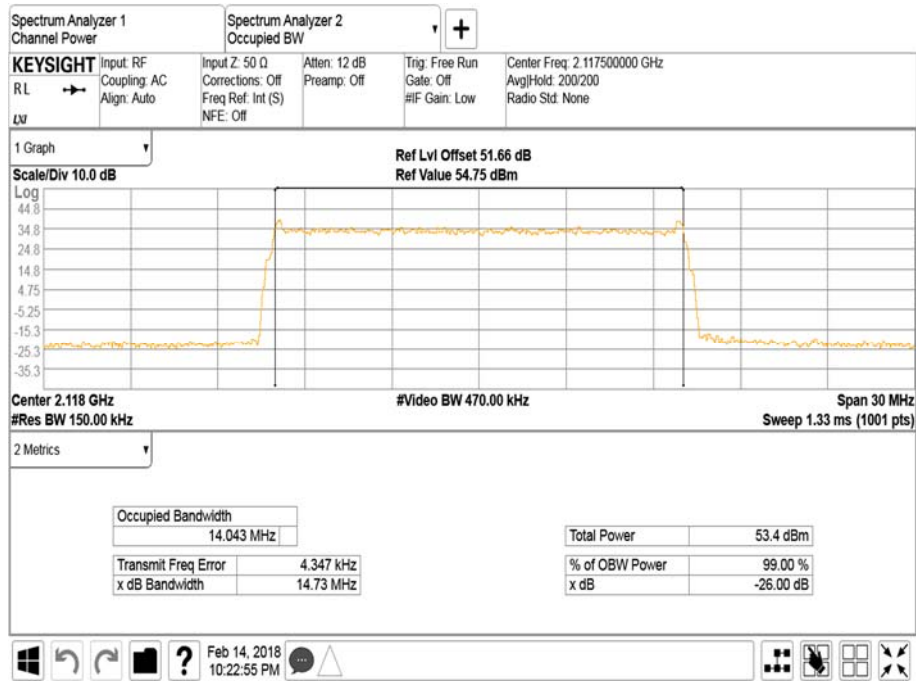 Spectrum Analyzer 1
Channel Power
Spectrum Analyzer 2
Occupied BW
+
KEYSIGHT
RL
LXI
Input: RF
Coupling: AC
Align: Auto
Input Z: 50 Ω
Corrections: Off
Freq Ref: Int (S)
NFE: Off
Atten: 12 dB
Preamp: Off
Trig: Free Run
Gate: Off
#IF Gain: Low
Center Freq: 2.117500000 GHz
Avg|Hold: 200/200
Radio Std: None
1 Graph
Scale/Div 10.0 dB
Ref Lvl Offset 51.66 dB
Ref Value 54.75 dBm
Log
44.8
34.8
24.8
14.8
4.75
-5.25
-15.3
-25.3
-35.3
Center 2.118 GHz
#Video BW 470.00 kHz
Span 30 MHz
#Res BW 150.00 kHz
Sweep 1.33 ms (1001 pts)
2 Metrics
Occupied Bandwidth
14.043 MHz
Total Power 53.4 dBm
Transmit Freq Error 4.347 kHz
% of OBW Power 99.00 %
x dB Bandwidth 14.73 MHz
x dB -26.00 dB
?
Feb 14, 2018
10:22:55 PM